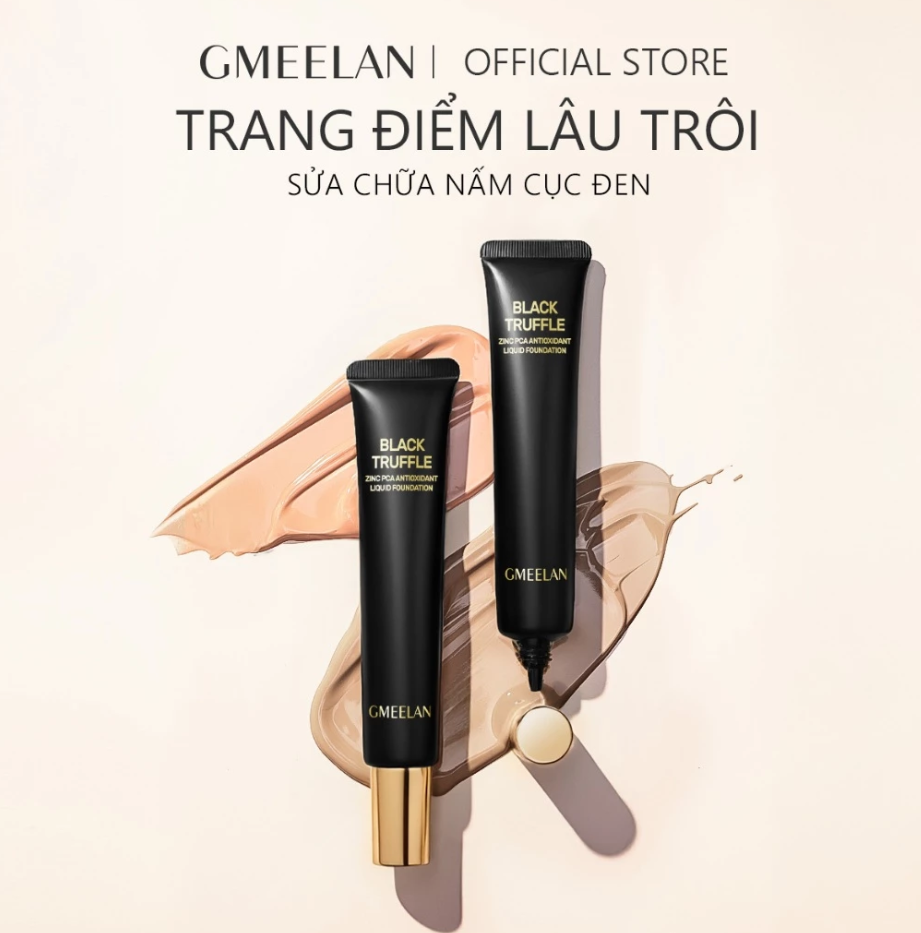 GMEELAN | OFFICIAL STORE
TRANG ĐIỂM LÂU TRÔI
SỬA CHỮA NẤM CỤC ĐEN
BLACK
TRUFFLE
ZINC PCA ANTIOXIDANT
LIQUID FOUNDATION
GMEELAN
BLACK
TRUFFLE
ZINC PCA ANTIOXIDANT
LIQUID FOUNDATION
GMEELAN